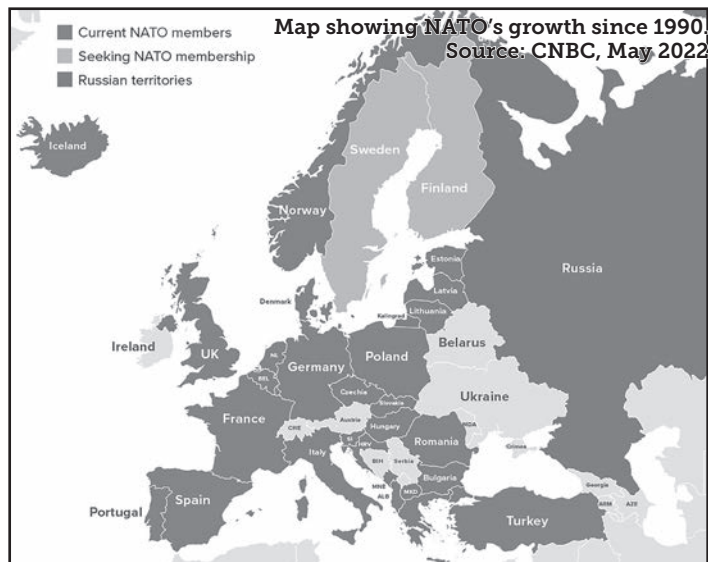 Map showing NATO's growth since 1990.
Source: CNBC, May 2022
Current NATO members
Seeking NATO membership
Russian territories
Iceland
Sweden
Finland
Norway
Russia
Estonia
Latvia
Lithuania
Denmark
Kalingrad
Belarus
Ireland
UK
NL
BEL
Germany
Poland
Czechia
Slovakia
Ukraine
France
CHE
Austria
Hungary
MDA
Romania
Crimea
SI
HRV
Italy
BIH
Serbia
Bulgaria
MNE
ALB
MKD
Georgia
ARM
AZE
Portugal
Spain
Turkey